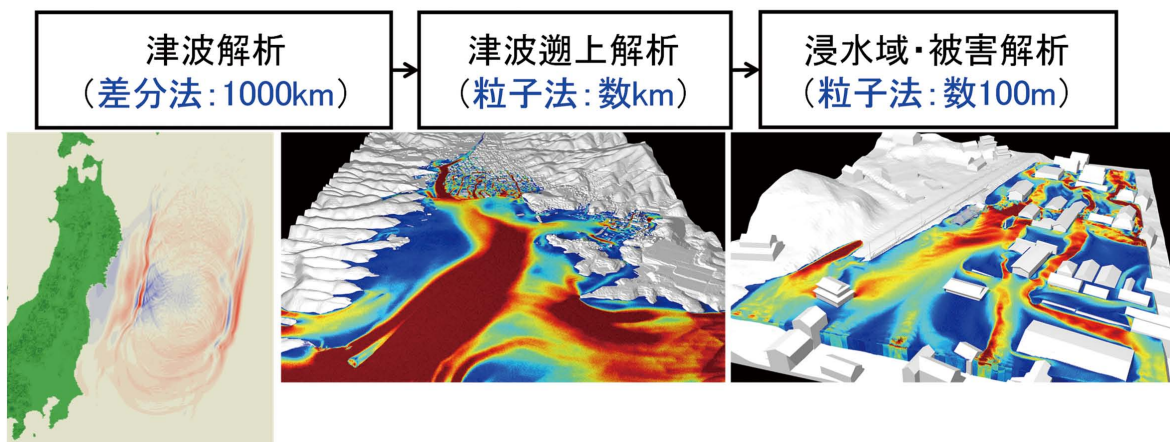 津波解析
（差分法：1000km）
津波遡上解析
（粒子法：数km）
浸水域・被害解析
（粒子法：数100m）